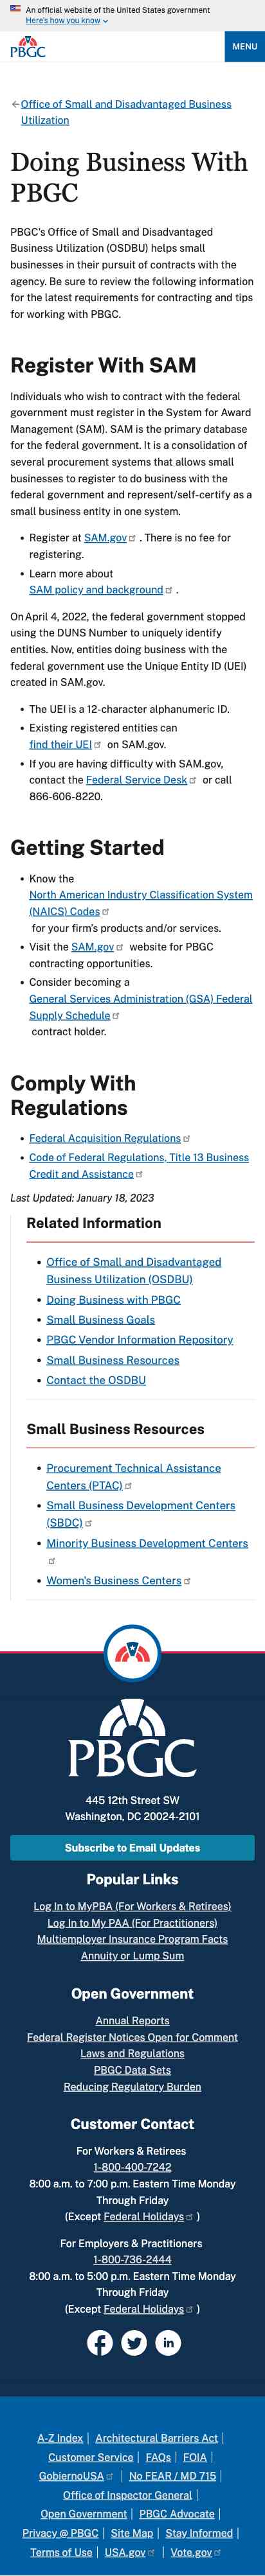 An official website of the United States government
Here's how you know
PBGC
MENU
Office of Small and Disadvantaged Business
Utilization
Doing Business With
PBGC
PBGC's Office of Small and Disadvantaged
Business Utilization (OSDBU) helps small
businesses in their pursuit of contracts with the
agency. Be sure to review the following information
for the latest requirements for contracting and tips
for working with PBGC.
Register With SAM
Individuals who wish to contract with the federal
government must register in the System for Award
Management (SAM). SAM is the primary database
for the federal government. It is a consolidation of
several procurement systems that allows small
businesses to register to do business with the
federal government and represent/self-certify as a
small business entity in one system.
• Register at SAM.gov . There is no fee for
registering.
• Learn more about
SAM policy and background .
On April 4, 2022, the federal government stopped
using the DUNS Number to uniquely identify
entities. Now, entities doing business with the
federal government use the Unique Entity ID (UEI)
created in SAM.gov.
• The UEI is a 12-character alphanumeric ID.
• Existing registered entities can
find their UEI on SAM.gov.
• If you are having difficulty with SAM.gov,
contact the Federal Service Desk or call
866-606-8220.
Getting Started
• Know the
North American Industry Classification System
(NAICS) Codes
for your firm's products and/or services.
• Visit the SAM.gov website for PBGC
contracting opportunities.
• Consider becoming a
General Services Administration (GSA) Federal
Supply Schedule
contract holder.
Comply With
Regulations
• Federal Acquisition Regulations
• Code of Federal Regulations, Title 13 Business
Credit and Assistance
Last Updated: January 18, 2023
Related Information
• Office of Small and Disadvantaged
Business Utilization (OSDBU)
• Doing Business with PBGC
• Small Business Goals
• PBGC Vendor Information Repository
• Small Business Resources
• Contact the OSDBU
Small Business Resources
• Procurement Technical Assistance
Centers (PTAC)
• Small Business Development Centers
(SBDC)
• Minority Business Development Centers
• Women's Business Centers
PBGC
445 12th Street SW
Washington, DC 20024-2101
Subscribe to Email Updates
Popular Links
Log In to MyPBA (For Workers & Retirees)
Log In to My PAA (For Practitioners)
Multiemployer Insurance Program Facts
Annuity or Lump Sum
Open Government
Annual Reports
Federal Register Notices Open for Comment
Laws and Regulations
PBGC Data Sets
Reducing Regulatory Burden
Customer Contact
For Workers & Retirees
1-800-400-7242
8:00 a.m. to 7:00 p.m. Eastern Time Monday
Through Friday
(Except Federal Holidays )
For Employers & Practitioners
1-800-736-2444
8:00 a.m. to 5:00 p.m. Eastern Time Monday
Through Friday
(Except Federal Holidays )
A-Z Index | Architectural Barriers Act |
Customer Service | FAQs | FOIA |
GobiernoUSA | No FEAR / MD 715 |
Office of Inspector General |
Open Government | PBGC Advocate |
Privacy @ PBGC | Site Map | Stay Informed |
Terms of Use | USA.gov | Vote.gov